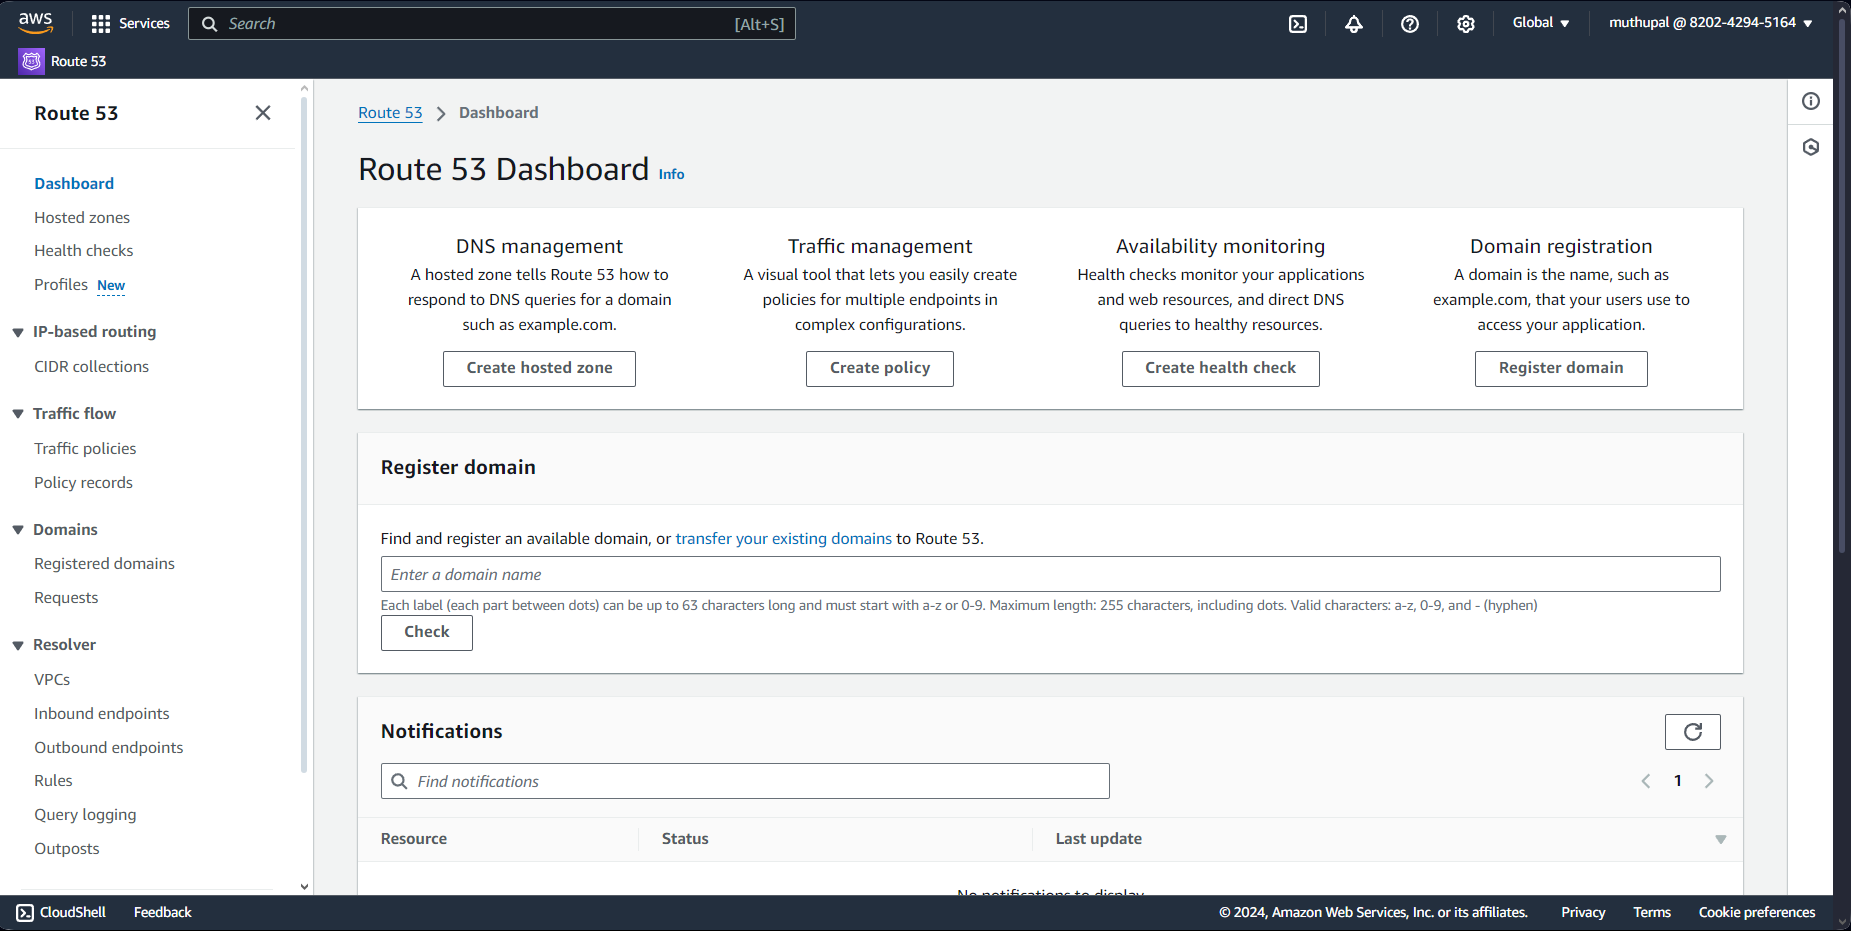 aws
Services
Search
[Alt+S]
Global
muthupal @ 8202-4294-5164
Route 53
Route 53
Dashboard
Hosted zones
Health checks
Profiles New
IP-based routing
CIDR collections
Traffic flow
Traffic policies
Policy records
Domains
Registered domains
Requests
Resolver
VPCs
Inbound endpoints
Outbound endpoints
Rules
Query logging
Outposts
Route 53 > Dashboard
Route 53 Dashboard Info
DNS management
A hosted zone tells Route 53 how to
respond to DNS queries for a domain
such as example.com.
Create hosted zone
Traffic management
A visual tool that lets you easily create
policies for multiple endpoints in
complex configurations.
Create policy
Availability monitoring
Health checks monitor your applications
and web resources, and direct DNS
queries to healthy resources.
Create health check
Domain registration
A domain is the name, such as
example.com, that your users use to
access your application.
Register domain
Register domain
Find and register an available domain, or transfer your existing domains to Route 53.
Enter a domain name
Each label (each part between dots) can be up to 63 characters long and must start with a-z or 0-9. Maximum length: 255 characters, including dots. Valid characters: a-z, 0-9, and - (hyphen)
Check
Notifications
Find notifications
1
Resource
Status
Last update
No notifications to display
CloudShell
Feedback
© 2024, Amazon Web Services, Inc. or its affiliates.
Privacy
Terms
Cookie preferences